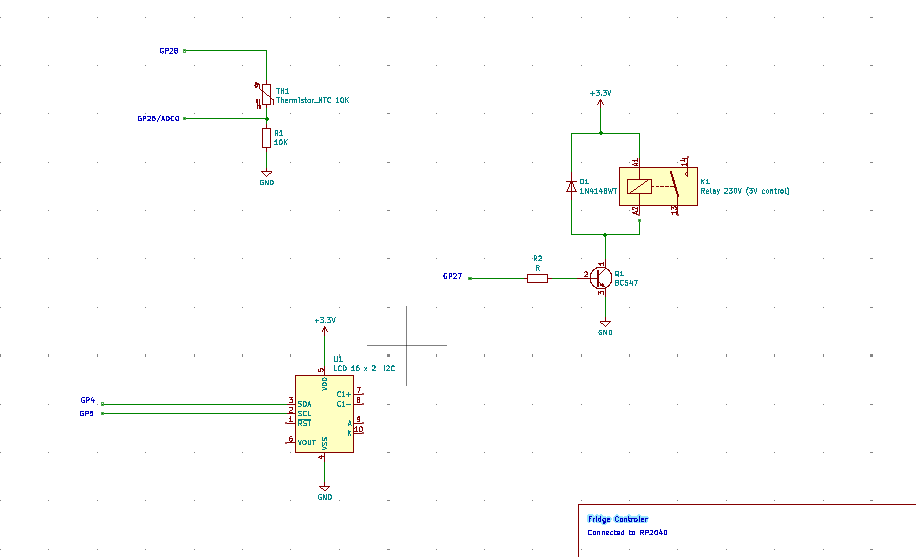 GP28
TH1
Thermistor_NTC 10K
GP26/ADC0
R1
10K
GND
+3.3V
A1
14
D1
1N4148WT
K1
Relay 230V (3V control)
A2
13
R2
R
GP27
1
2
Q1
BC547
3
GND
+3.3V
U1
LCD 16 x 2 I2C
5
VDD
GP4
3
SDA
C1+
7
GP5
2
SCL
C1-
8
1
RST
A
9
K
10
6
VOUT
VSS
4
GND
Fridge Controler
Connected to RP2040